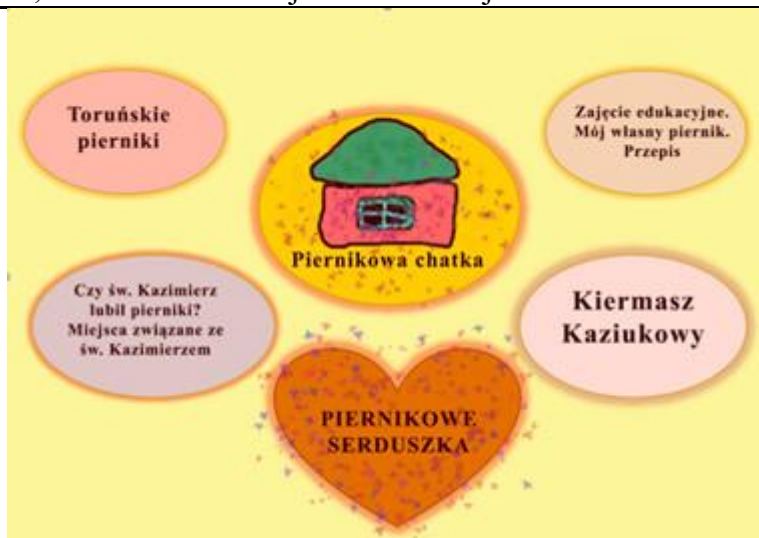 Toruńskie
pierniki
Piernikowa chatka
Zajęcie edukacyjne.
Mój własny piernik.
Przepis
Czy św. Kazimierz
lubił pierniki?
Miejsca związane ze
św. Kazimierzem
Kiermasz
Kaziukowy
PIERNIKOWE
SERDUSZKA